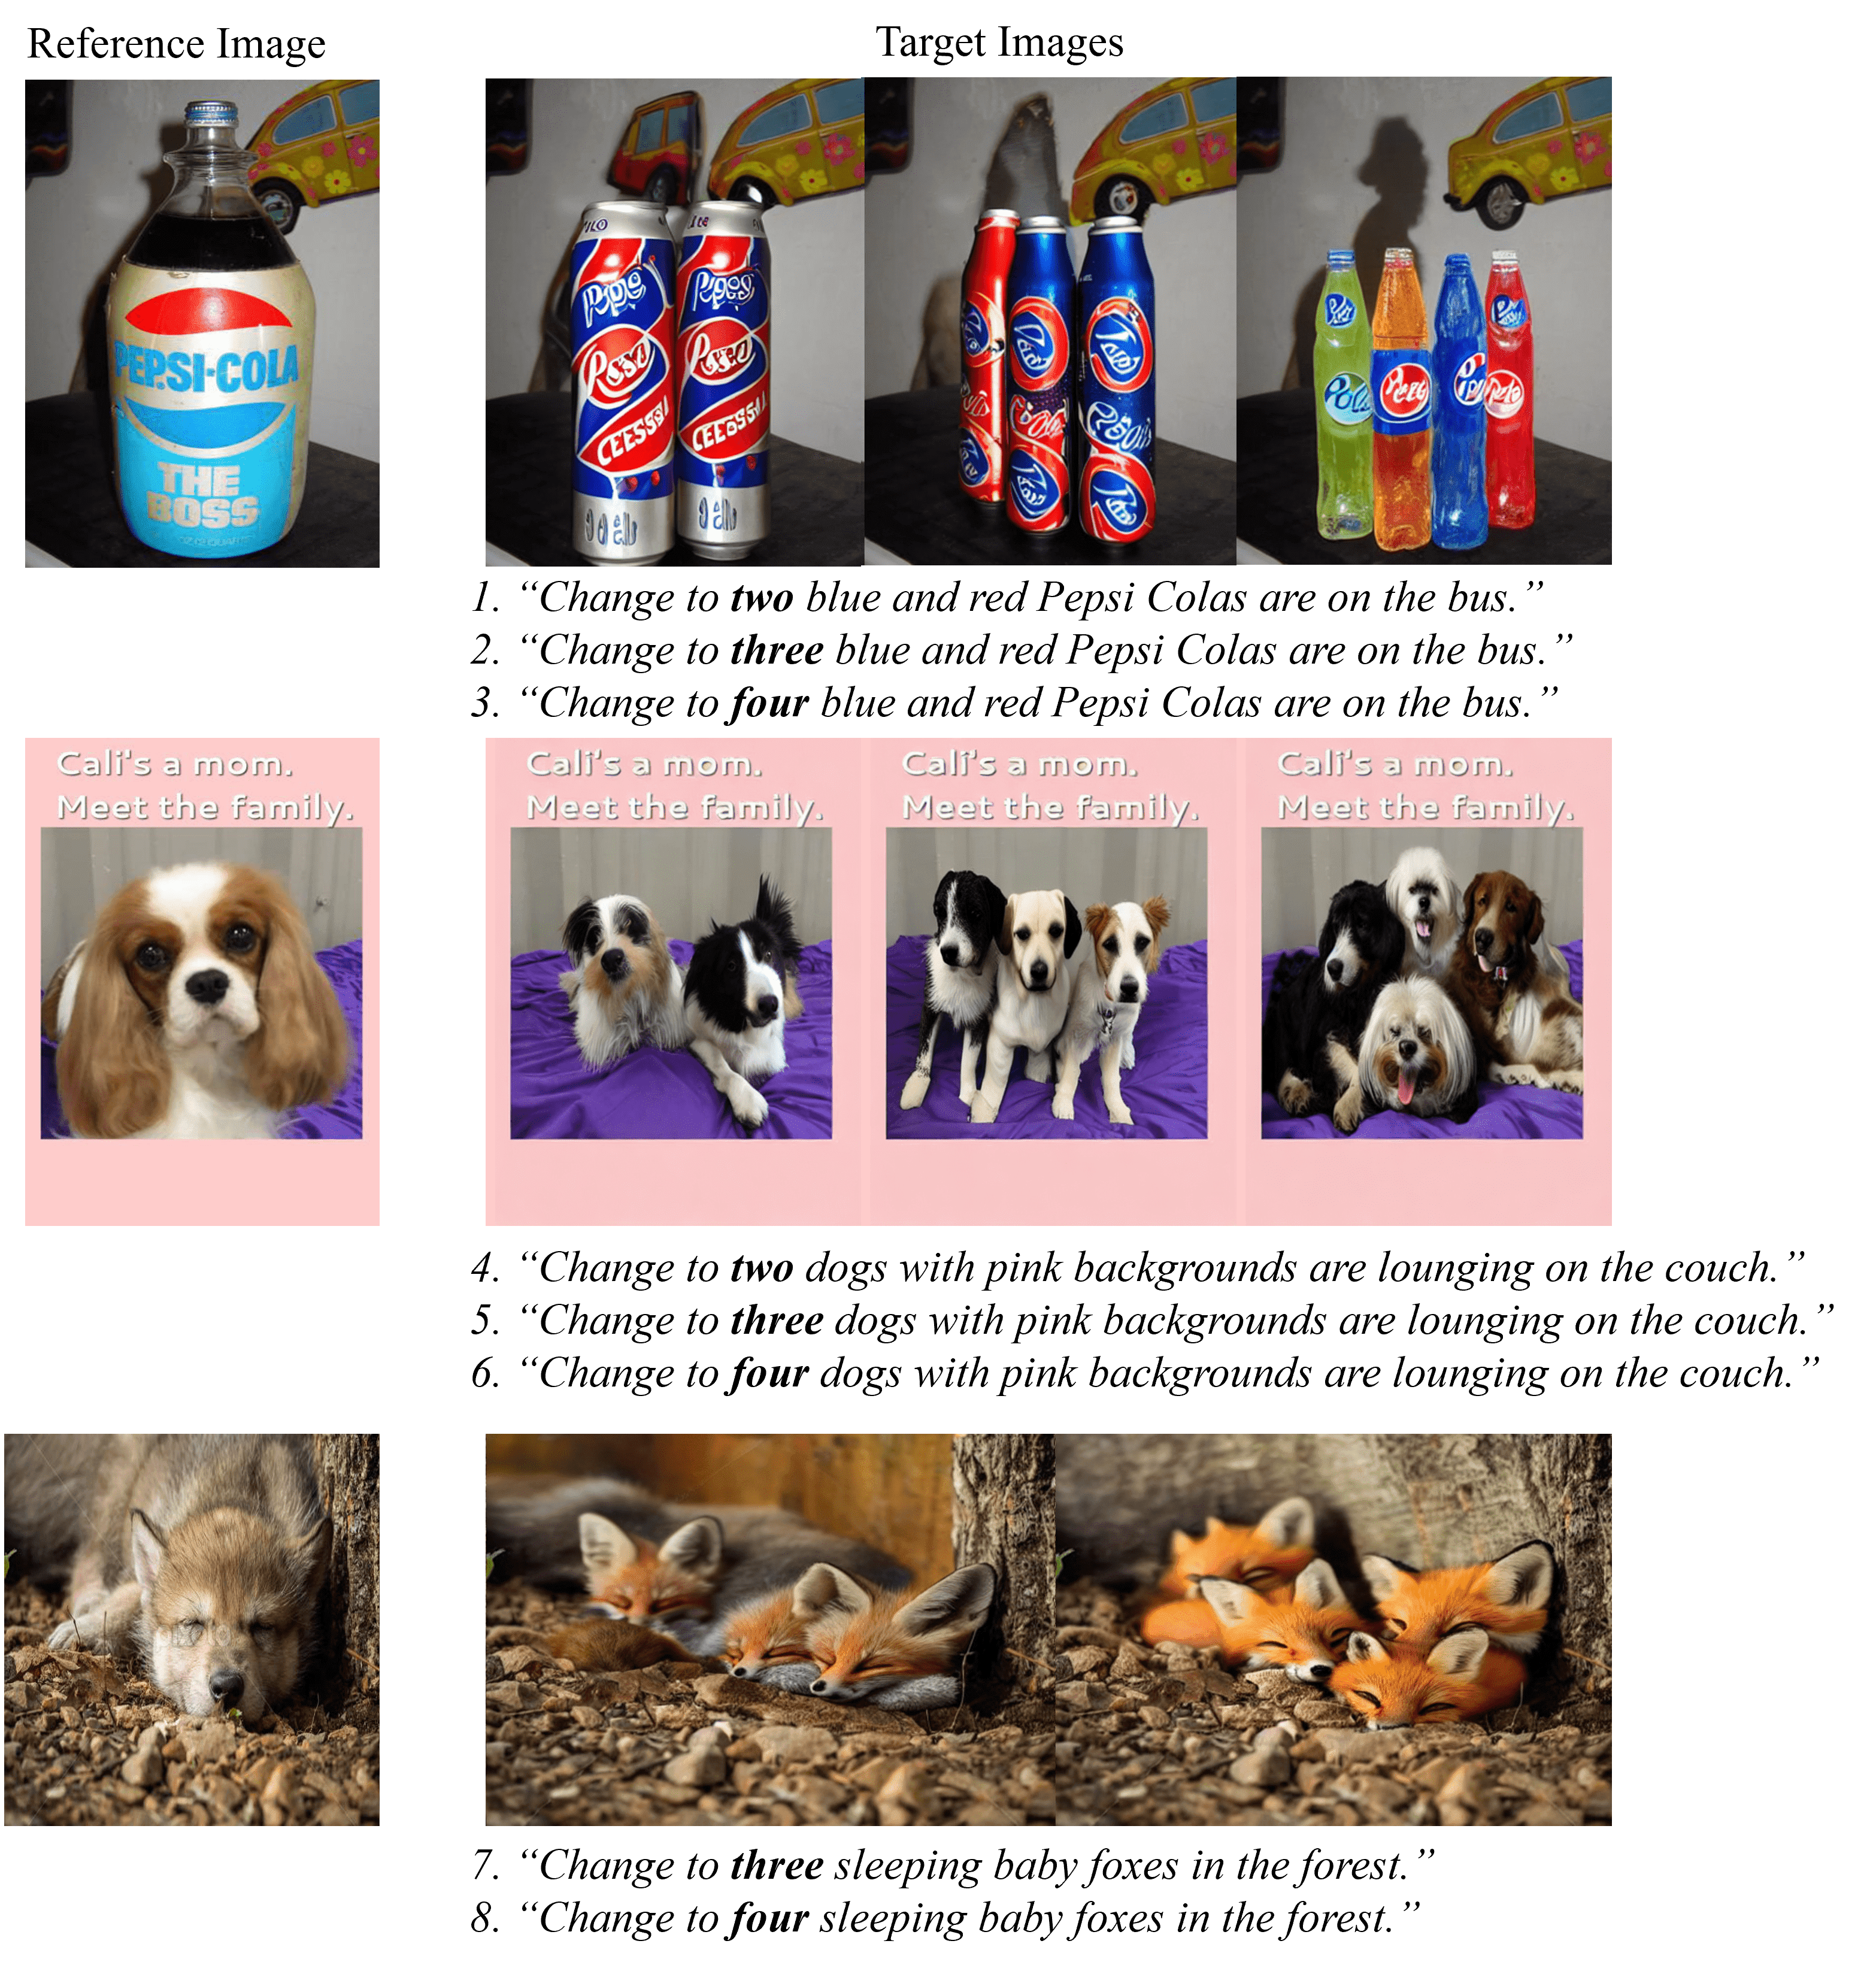 Reference Image
Target Images
PEPSI-COLA
THE
BOSS
1. “Change to two blue and red Pepsi Colas are on the bus.”
2. “Change to three blue and red Pepsi Colas are on the bus.”
3. “Change to four blue and red Pepsi Colas are on the bus.”
Cali's a mom.
Meet the family.
Cali's a mom.
Meet the family.
Cali's a mom.
Meet the family.
Cali's a mom.
Meet the family.
4. “Change to two dogs with pink backgrounds are lounging on the couch.”
5. “Change to three dogs with pink backgrounds are lounging on the couch.”
6. “Change to four dogs with pink backgrounds are lounging on the couch.”
7. “Change to three sleeping baby foxes in the forest.”
8. “Change to four sleeping baby foxes in the forest.”